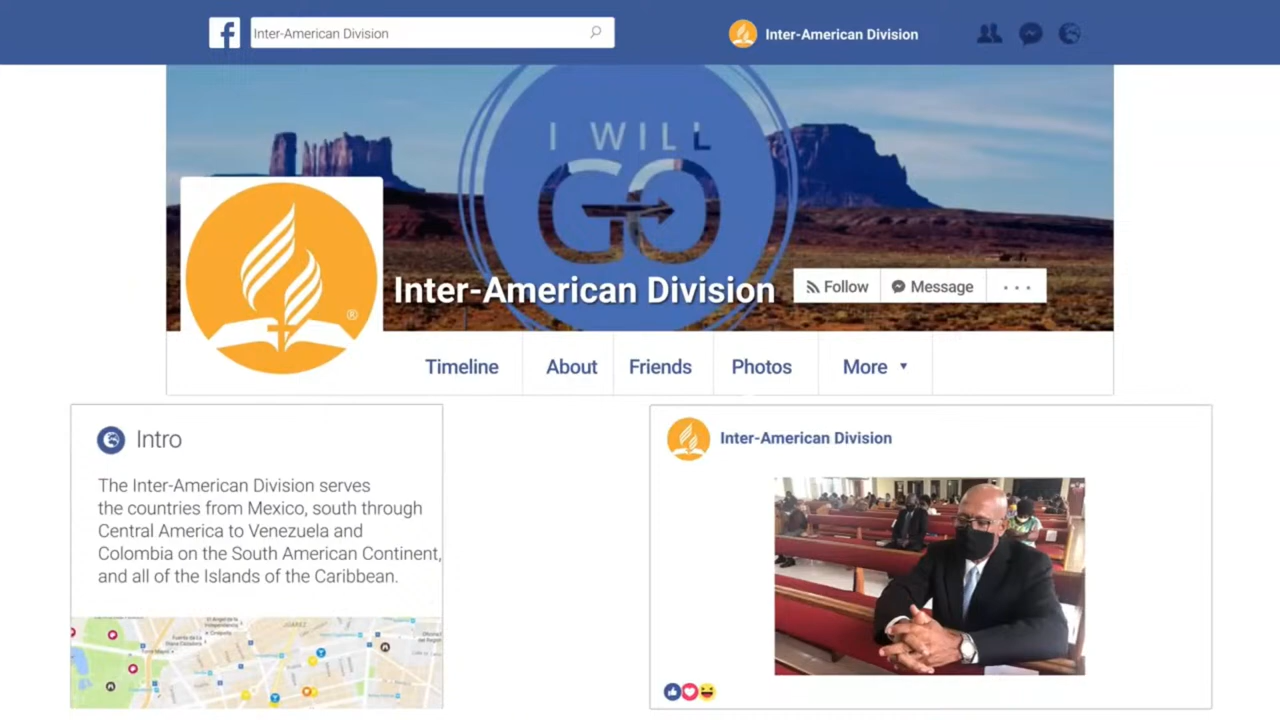 f
Inter-American Division
Inter-American Division
I WILL
GO
Inter-American Division
Follow
Message
...
®
Timeline
About
Friends
Photos
More
Intro
The Inter-American Division serves
the countries from Mexico, south through
Central America to Venezuela and
Colombia on the South American Continent,
and all of the Islands of the Caribbean.
Inter-American Division
JUÁREZ